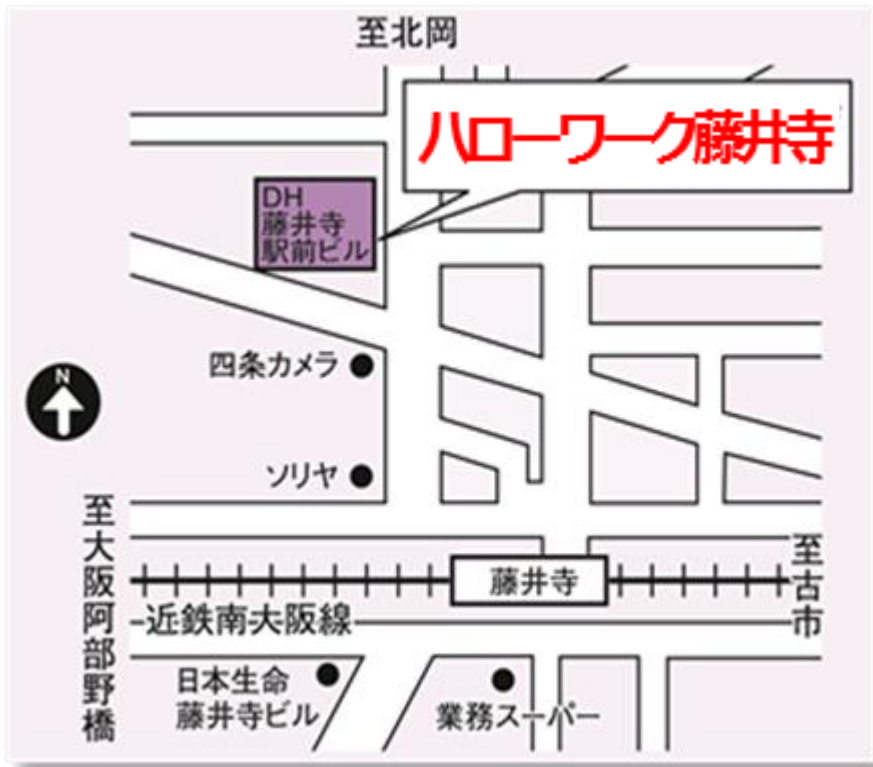 至北岡
ハローワーク藤井寺
DH
藤井寺
駅前ビル
四条カメラ
N
ソリヤ
至大阪阿部野橋
藤井寺
至古市
近鉄南大阪線
日本生命
藤井寺ビル
業務スーパー